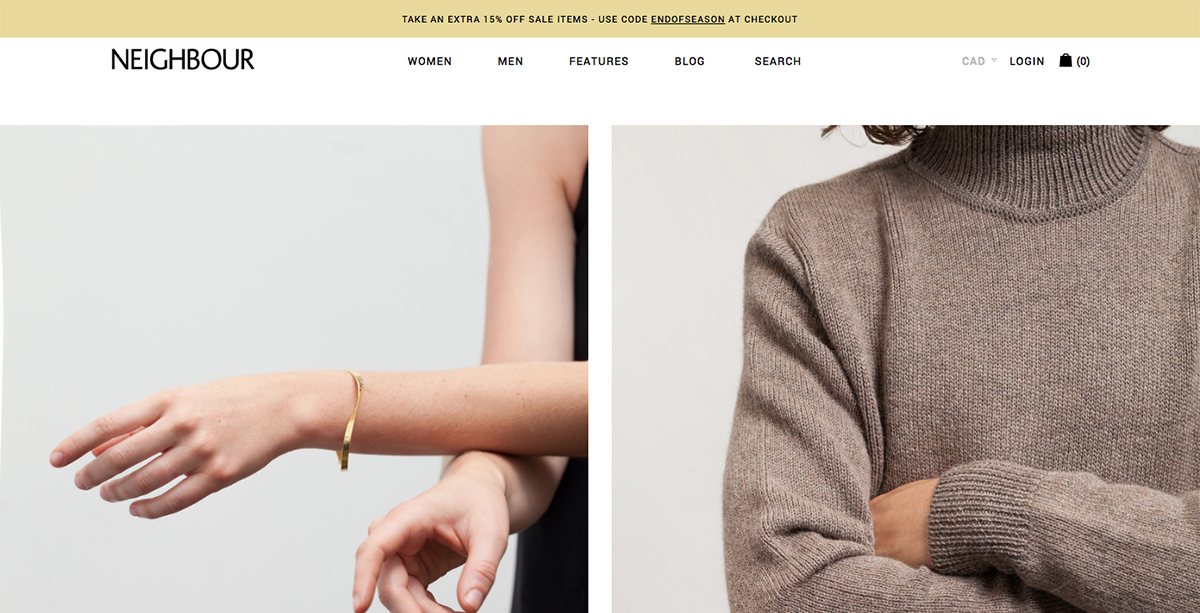 TAKE AN EXTRA 15% OFF SALE ITEMS - USE CODE ENDOFSEASON AT CHECKOUT
NEIGHBOUR WOMEN MEN FEATURES BLOG SEARCH CAD LOGIN (0)